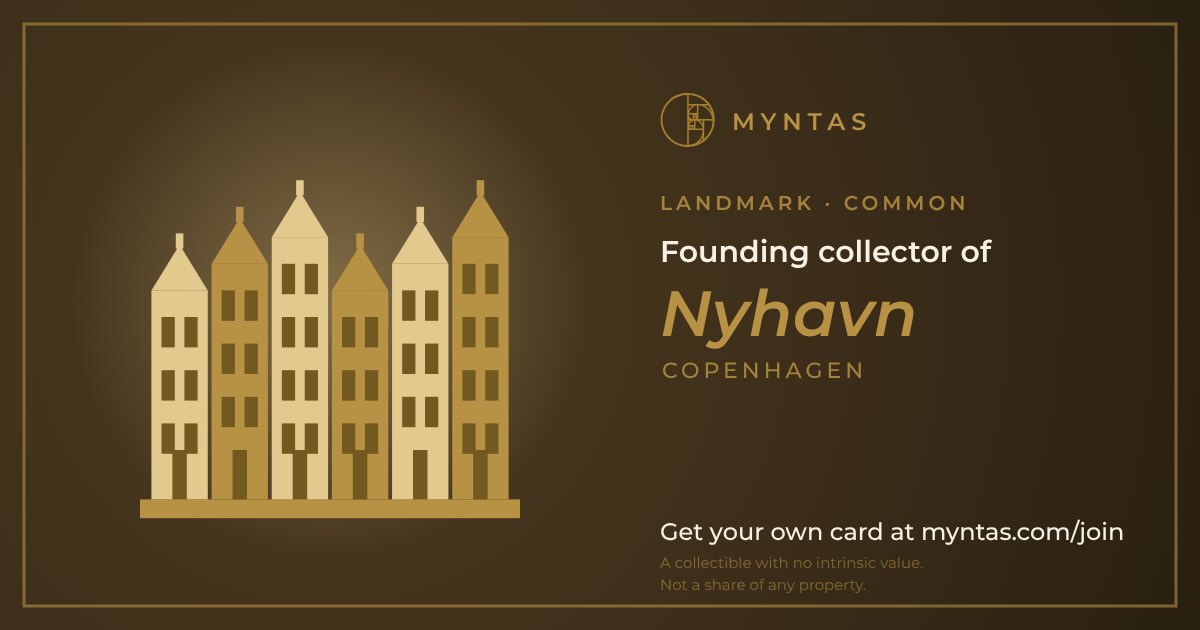 MYNTAS
LANDMARK · COMMON
Founding collector of
Nyhavn
COPENHAGEN
Get your own card at myntas.com/join
A collectible with no intrinsic value.
Not a share of any property.